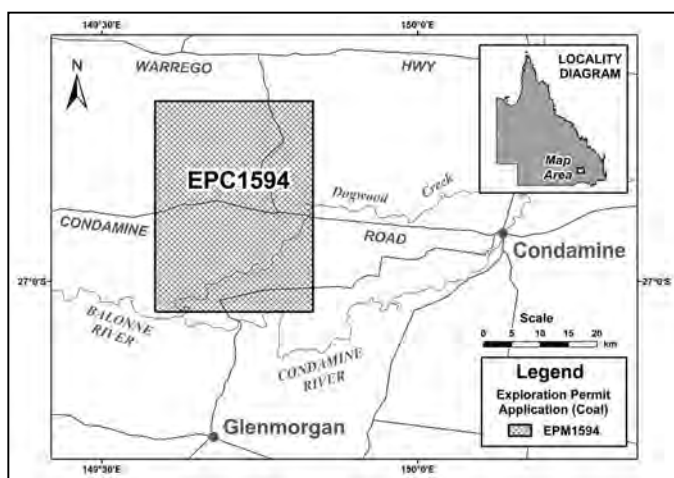 149°30'E
150°0'E
N
WARREGO
HWY
LOCALITY
DIAGRAM
Map
Area
EPC1594
Dogwood
Creek
CONDAMINE
ROAD
Condamine
27°0'S
27°0'S
BALONNE
RIVER
CONDAMINE
RIVER
Scale
0 5 10 15 20
km
Legend
Exploration Permit
Application (Coal)
EPM1594
Glenmorgan
149°30'E
150°0'E